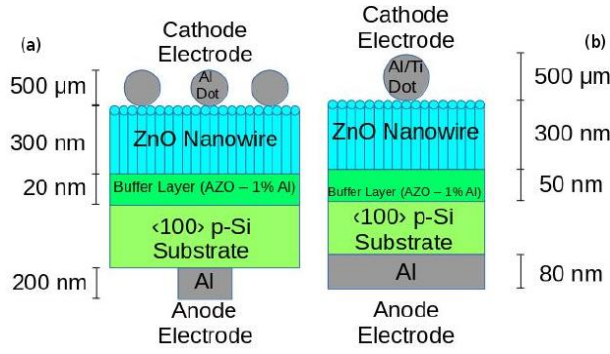 (a)
Cathode
Electrode
500 µm
Al
Dot
300 nm
ZnO Nanowire
20 nm
Buffer Layer (AZO – 1% Al)
‹100› p-Si
Substrate
200 nm
Al
Anode
Electrode
(b)
Cathode
Electrode
Al/Ti
Dot
500 µm
ZnO Nanowire
300 nm
Buffer Layer (AZO – 1% Al)
50 nm
‹100› p-Si
Substrate
Al
80 nm
Anode
Electrode